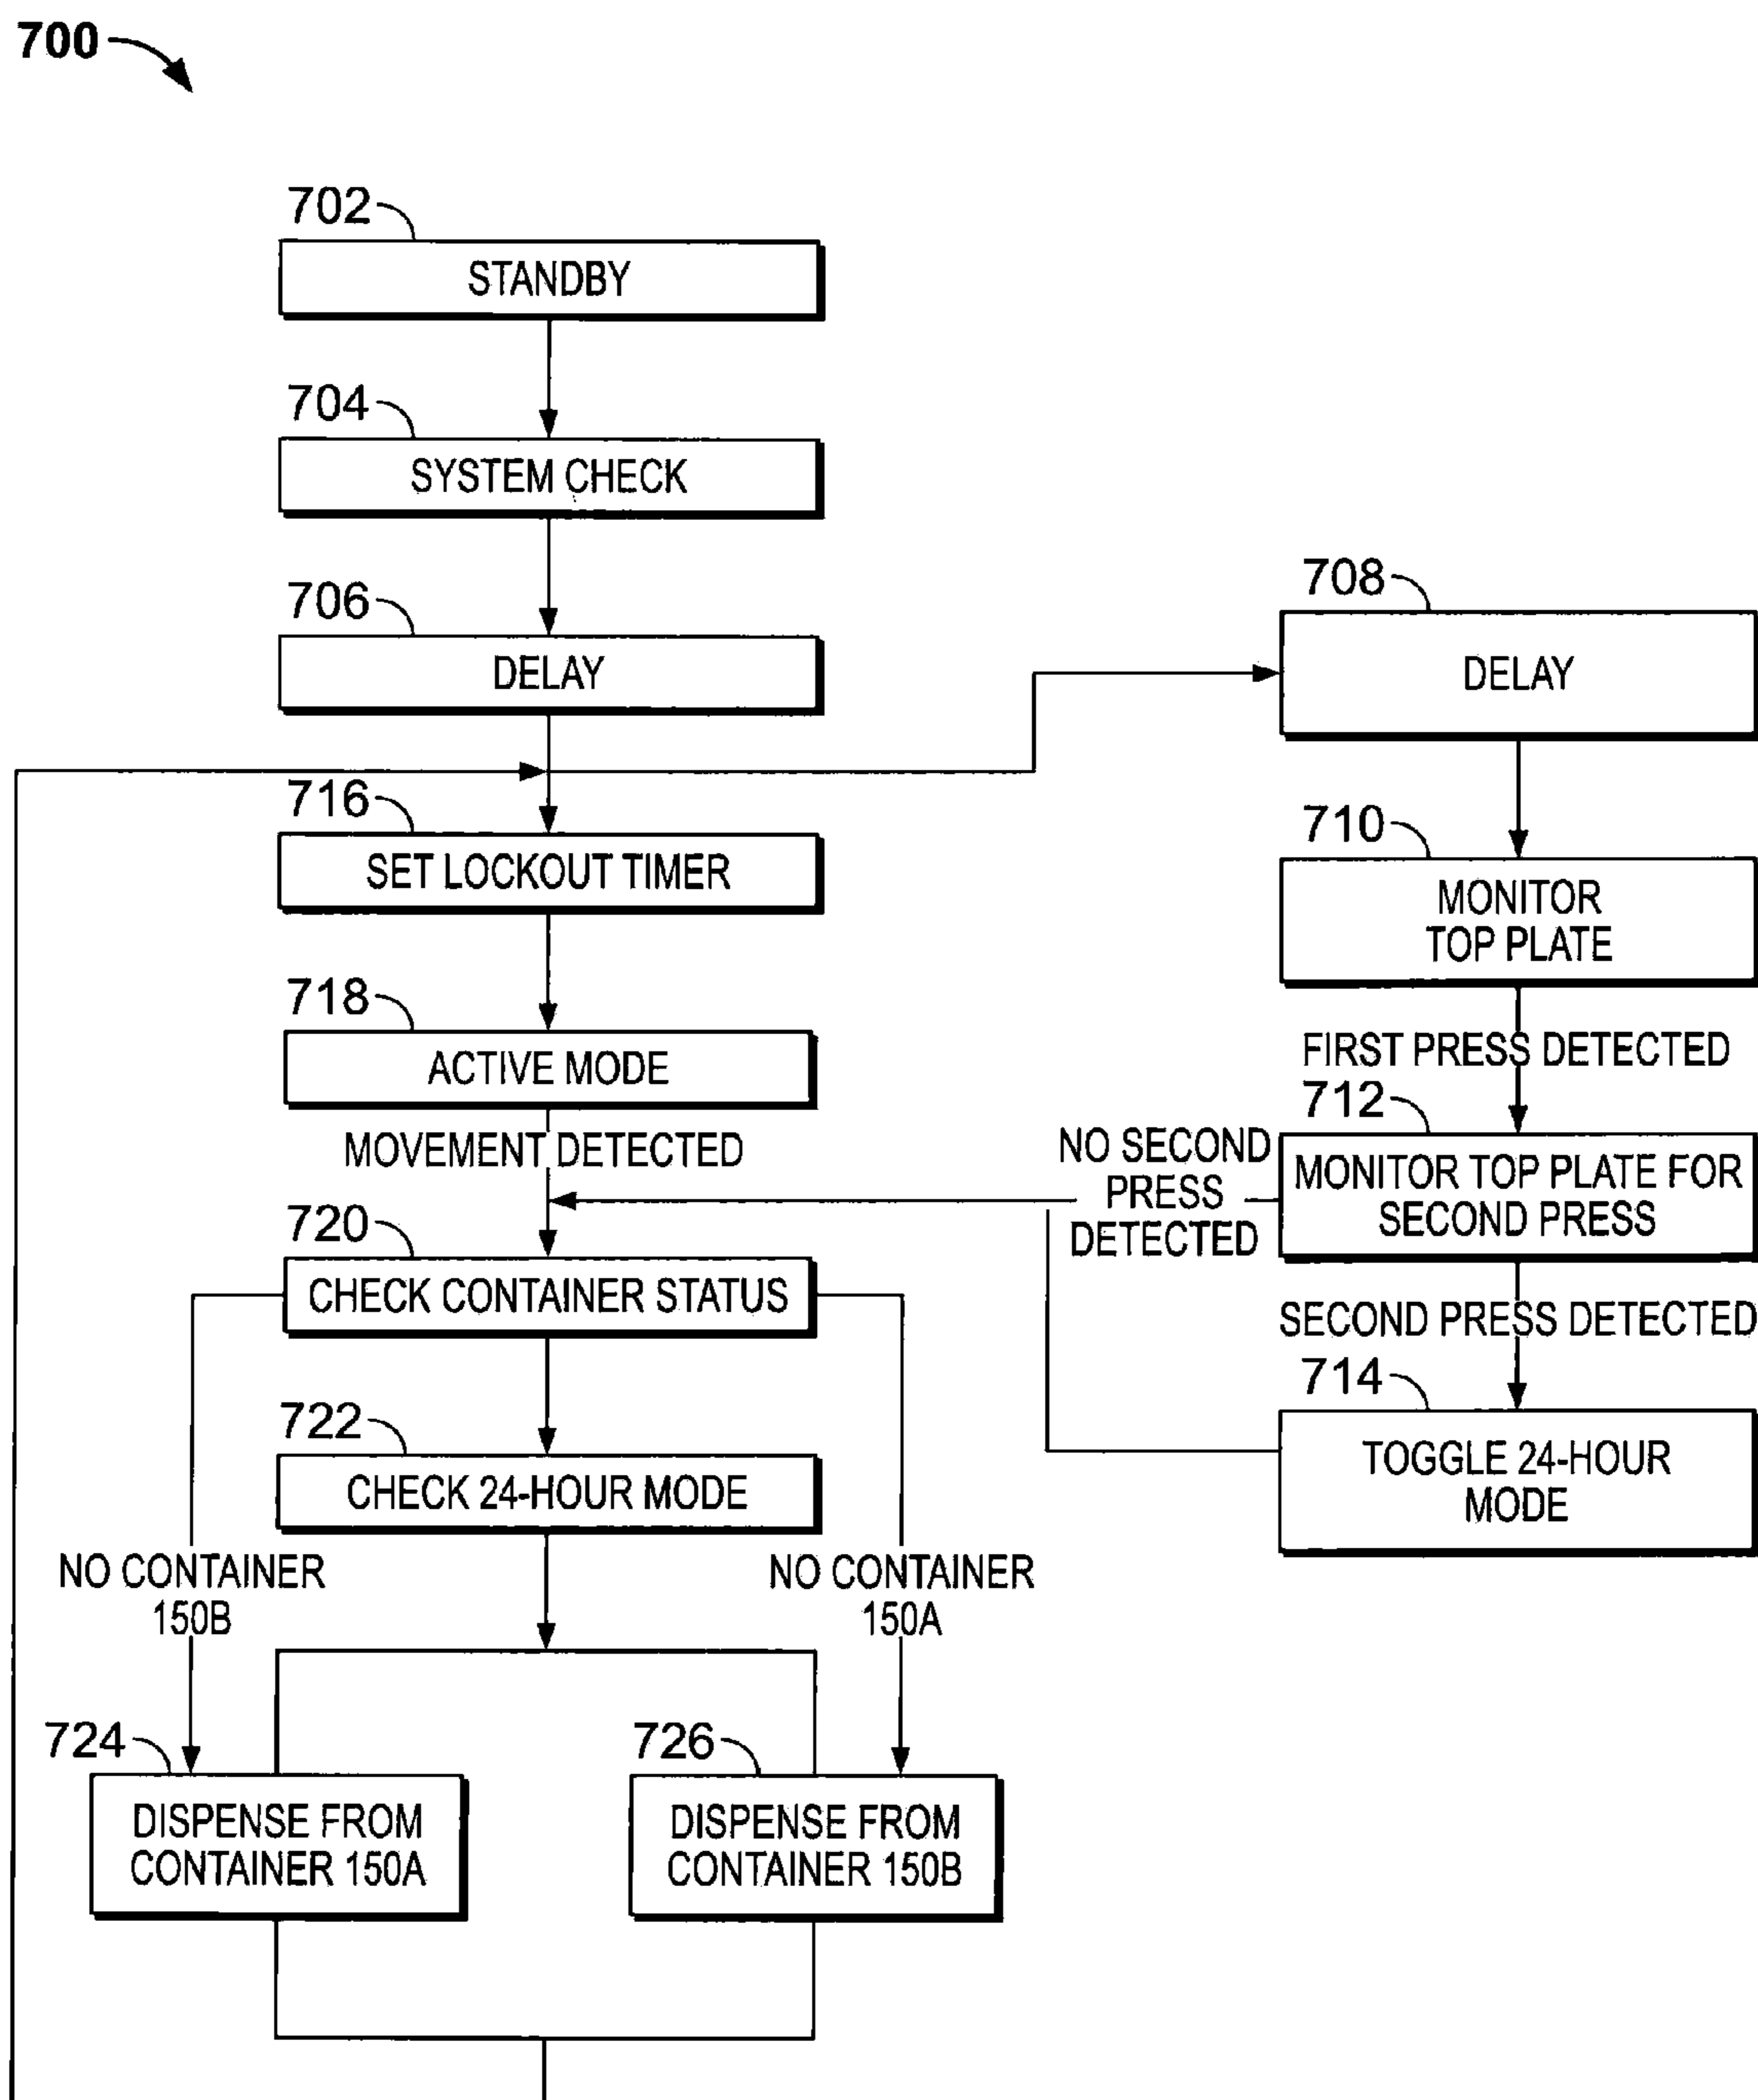 700
702
STANDBY
704
SYSTEM CHECK
706
DELAY
708
DELAY
716
SET LOCKOUT TIMER
710
MONITOR
TOP PLATE
718
ACTIVE MODE
FIRST PRESS DETECTED
MOVEMENT DETECTED
712
MONITOR TOP PLATE FOR
SECOND PRESS
NO SECOND
PRESS
DETECTED
720
CHECK CONTAINER STATUS
SECOND PRESS DETECTED
714
TOGGLE 24-HOUR
MODE
722
CHECK 24-HOUR MODE
NO CONTAINER
150B
NO CONTAINER
150A
724
DISPENSE FROM
CONTAINER 150A
726
DISPENSE FROM
CONTAINER 150B